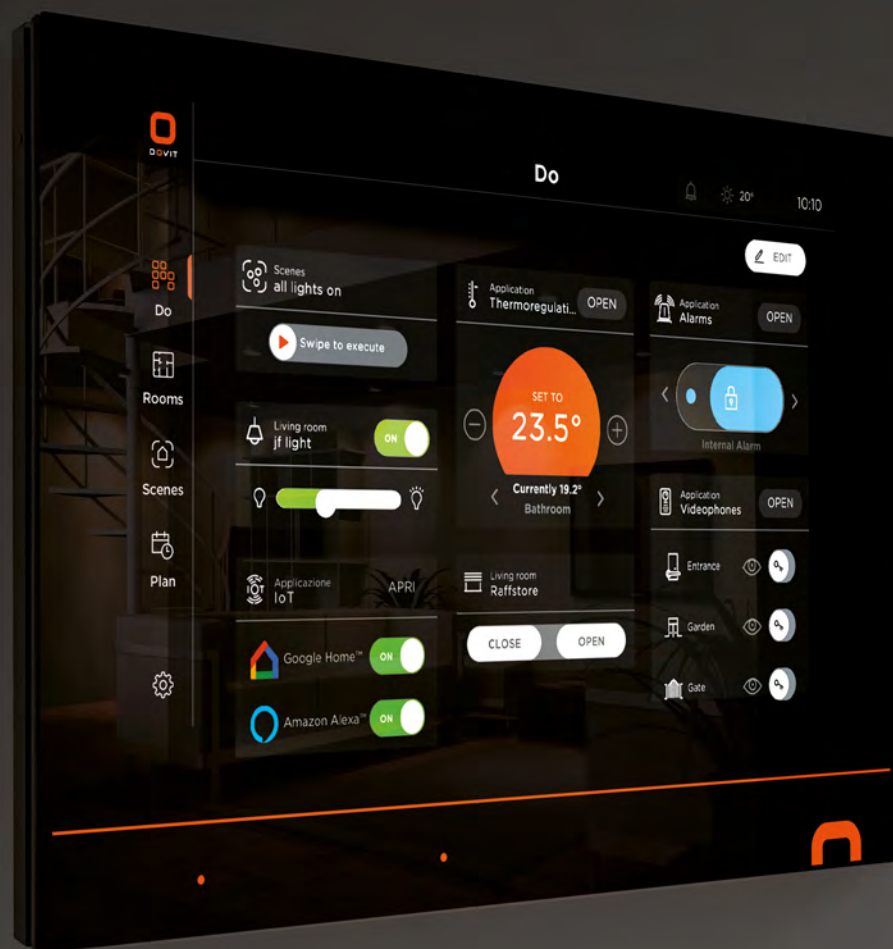 DOVIT
Do
20°
10:10
EDIT
Do
Rooms
Scenes
Plan
Scenes
all lights on
Swipe to execute
Living room
jf light
ON
Applicazione
IoT
APRI
IOT
Google Home™
ON
Amazon Alexa™
ON
Application
Thermoregulati...
OPEN
SET TO
23.5°
Currently 19.2°
Bathroom
Living room
Raffstore
CLOSE
OPEN
Application
Alarms
OPEN
Internal Alarm
Application
Videophones
OPEN
Entrance
Garden
Gate